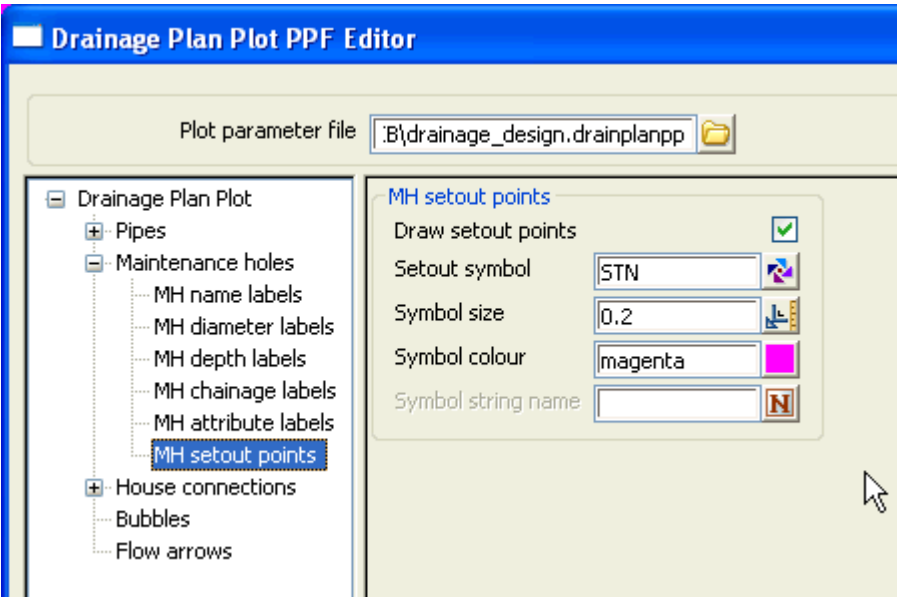 Drainage Plan Plot PPF Editor
Plot parameter file :B\drainage_design.drainplanpp
Drainage Plan Plot
Pipes
Maintenance holes
MH name labels
MH diameter labels
MH depth labels
MH chainage labels
MH attribute labels
MH setout points
House connections
Bubbles
Flow arrows
MH setout points
Draw setout points
Setout symbol STN
Symbol size 0.2
Symbol colour magenta
Symbol string name N